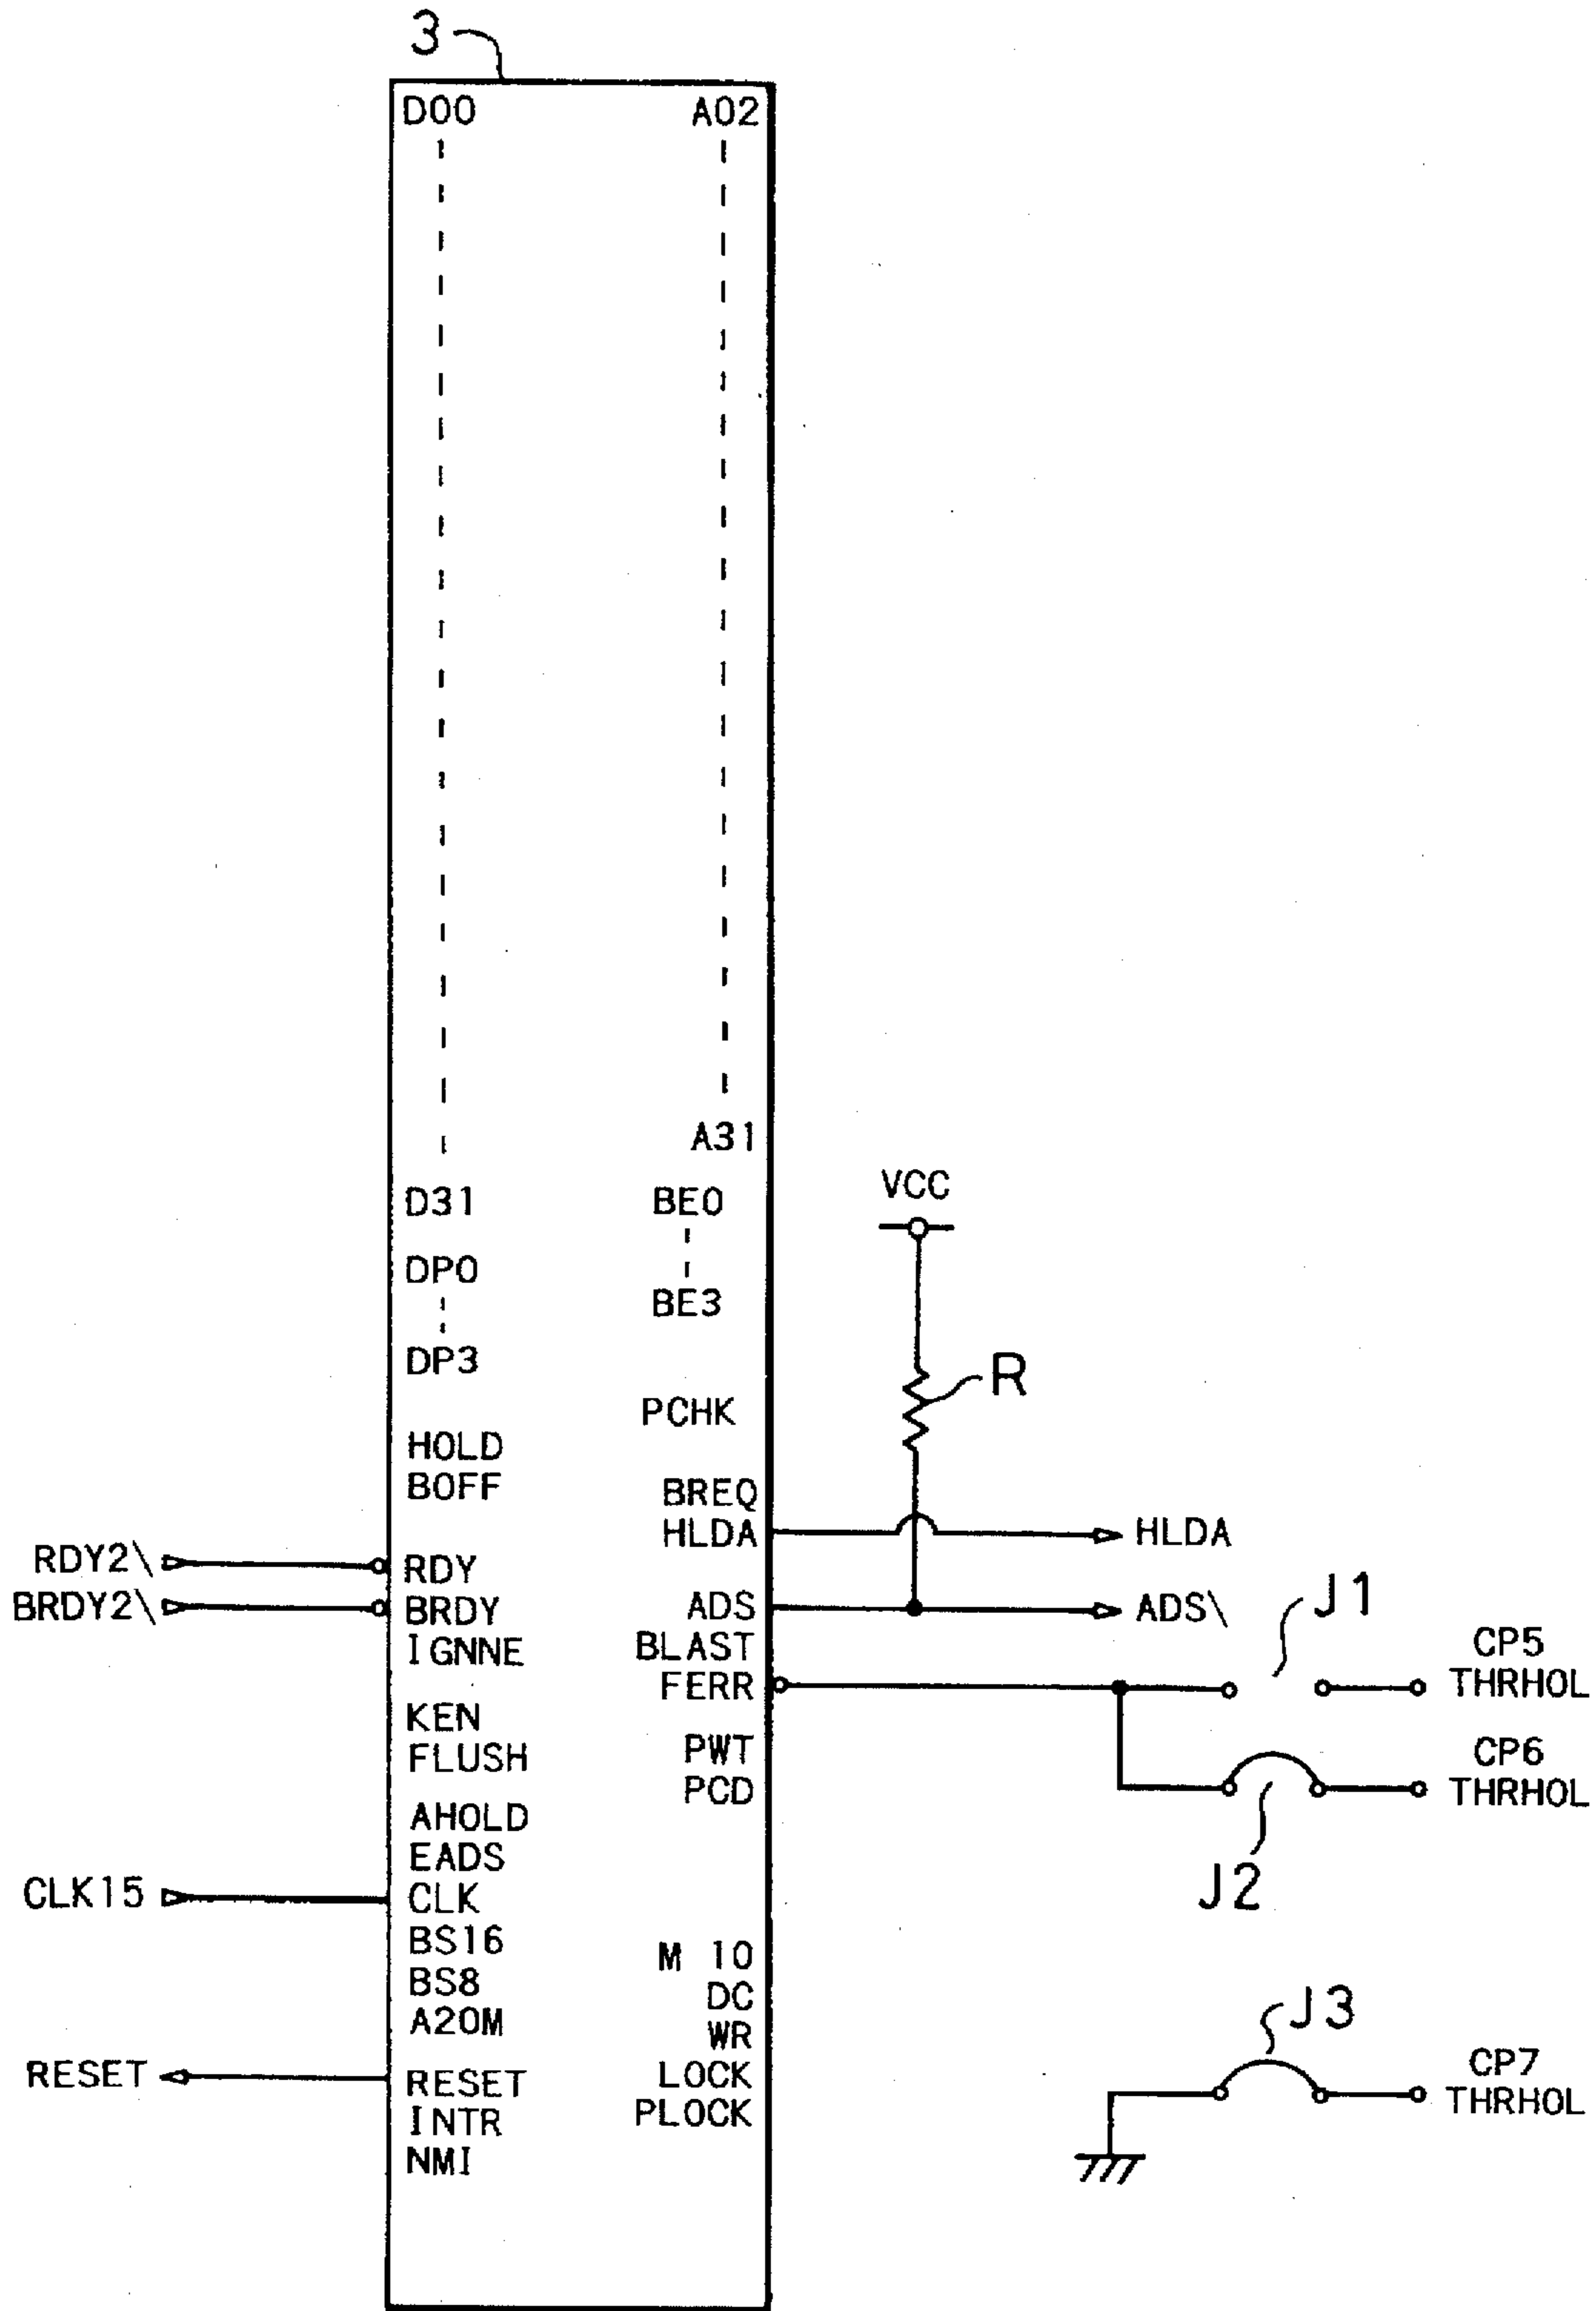 3
D00 A02
A31
D31 BE0
VCC
DP0
BE3
DP3
R
PCHK
HOLD
BOFF
BREQ
HLDA HLDA
RDY2\ RDY
BRDY2\ BRDY
ADS ADS\
J1
IGNNE
BLAST
FERR
CP5
THRHOL
KEN
FLUSH
PWT
PCD
CP6
THRHOL
J2
AHOLD
EADS
CLK15 CLK
BS16
BS8
A20M
M IO
DC
WR
J3
RESET RESET
LOCK
PLOCK
CP7
THRHOL
INTR
NMI